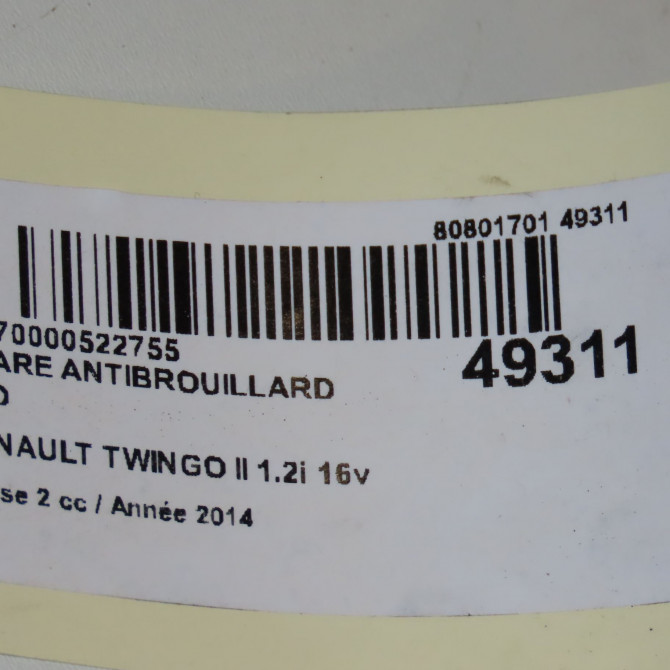 80801701 49311
70000522755
49311
ARE ANTIBROUILLARD
D
NAULT TWINGO II 1.2i 16v
se 2 cc / Année 2014